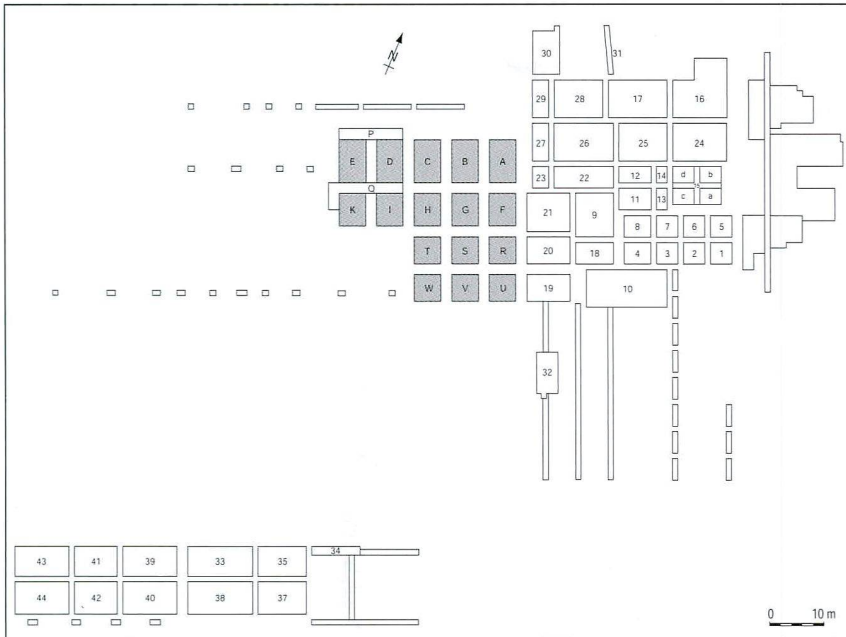 N
30 31
29 28 17 16
P
E D C B A 27 26 25 24
23 22 12 14 d b
15
Q
K I H G F 21 9 11 13 c a
8 7 6 5
T S R 20 18 4 3 2 1
W V U 19 10
32
43 41 39 33 35 34
44 42 40 38 37
0 10 m